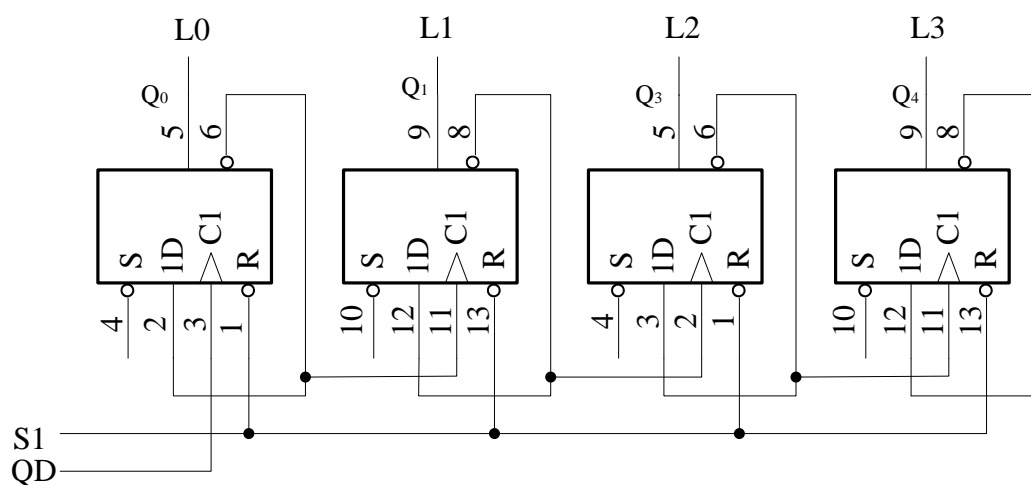 L0 L1 L2 L3
Q0 Q1 Q3 Q4
5 6 9 8 5 6 9 8
S 1D C1 R S 1D C1 R S 1D C1 R S 1D C1 R
4 2 3 1 10 12 11 13 4 3 2 1 10 12 11 13
S1
QD